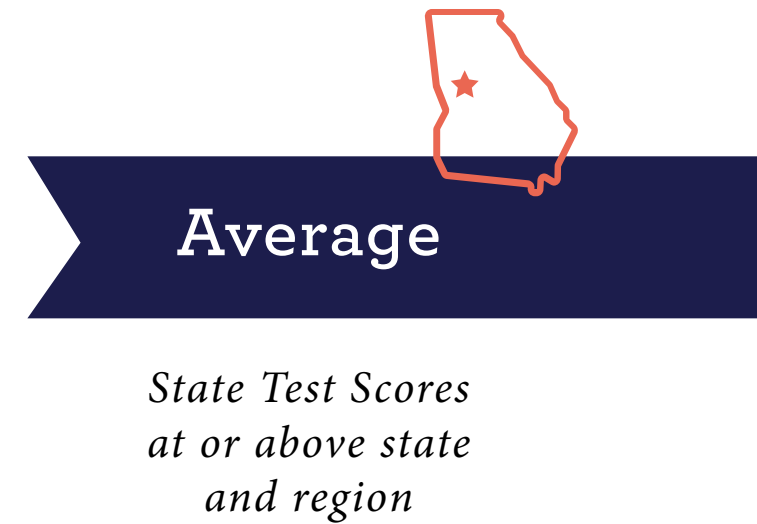 Average
State Test Scores
at or above state
and region